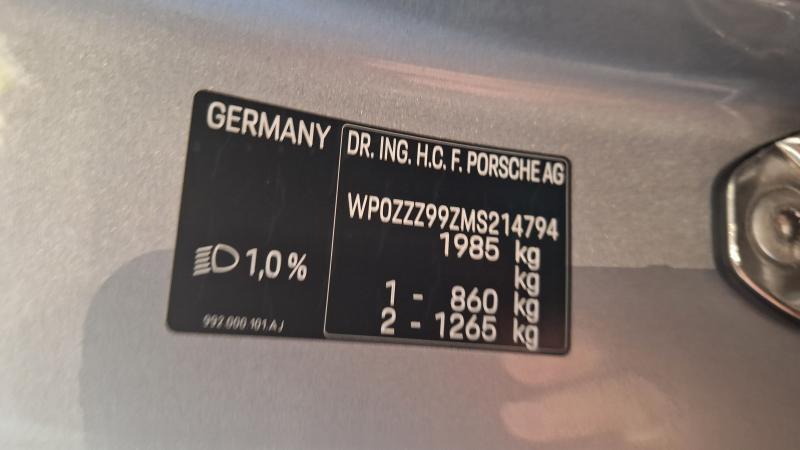 GERMANY
1,0 %
992 000 101 AJ
DR. ING. H.C. F. PORSCHE AG
WP0ZZZ99ZMS214794
1985 kg
kg
1 - 860 kg
2 - 1265 kg